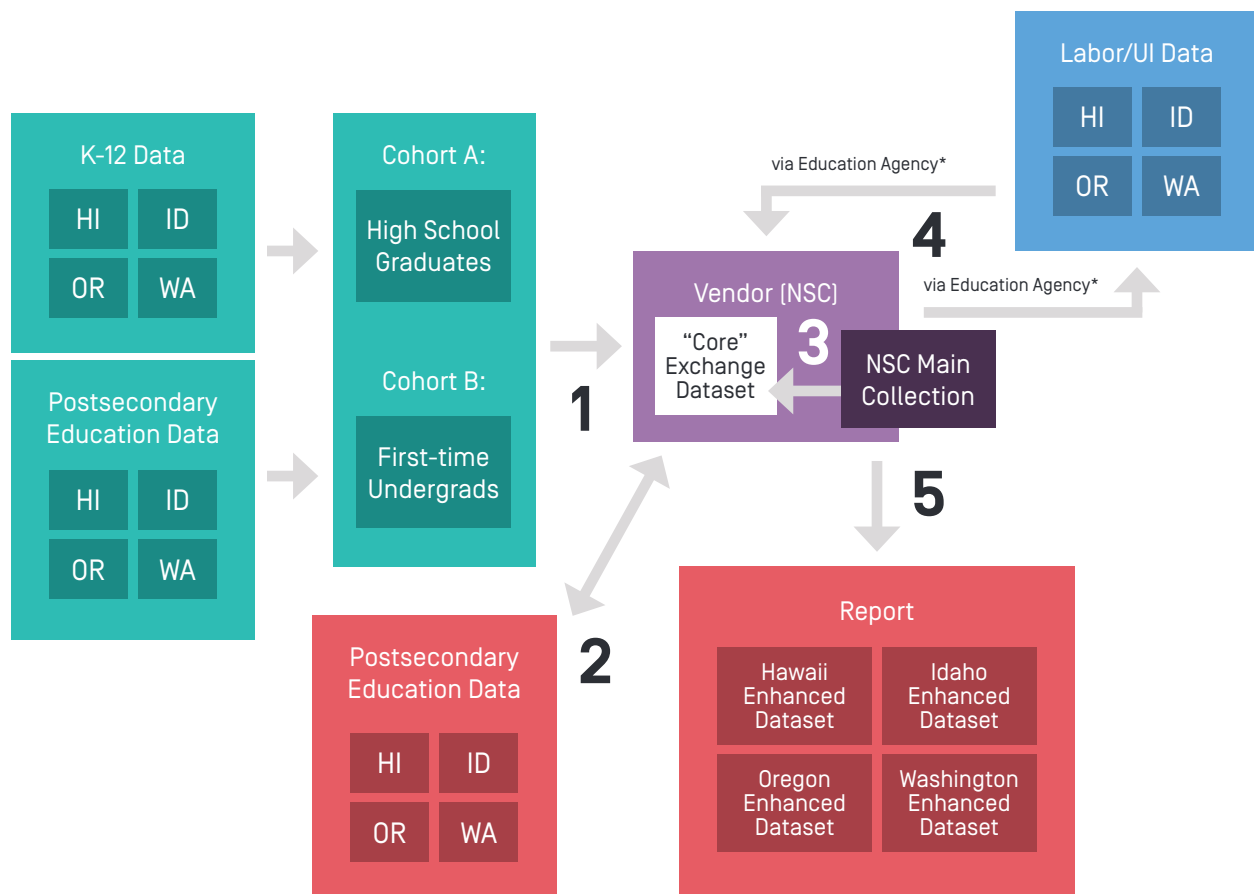 K-12 Data
HI
ID
OR
WA
Postsecondary
Education Data
HI
ID
OR
WA
Cohort A:
High School
Graduates
Cohort B:
First-time
Undergrads
1
Postsecondary
Education Data
HI
ID
OR
WA
2
Vendor (NSC)
“Core”
Exchange
Dataset
3
NSC Main
Collection
via Education Agency*
4
via Education Agency*
Labor/UI Data
HI
ID
OR
WA
5
Report
Hawaii
Enhanced
Dataset
Idaho
Enhanced
Dataset
Oregon
Enhanced
Dataset
Washington
Enhanced
Dataset